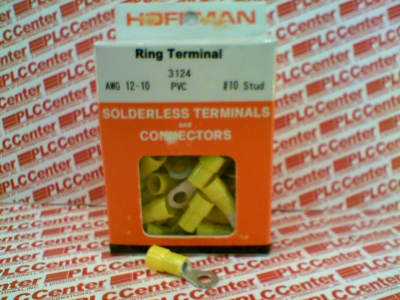 HOFFMAN
Ring Terminal
3124
AWG 12-10 PVC #10 Stud
SOLDERLESS TERMINALS
and
CONNECTORS
PLCCenter